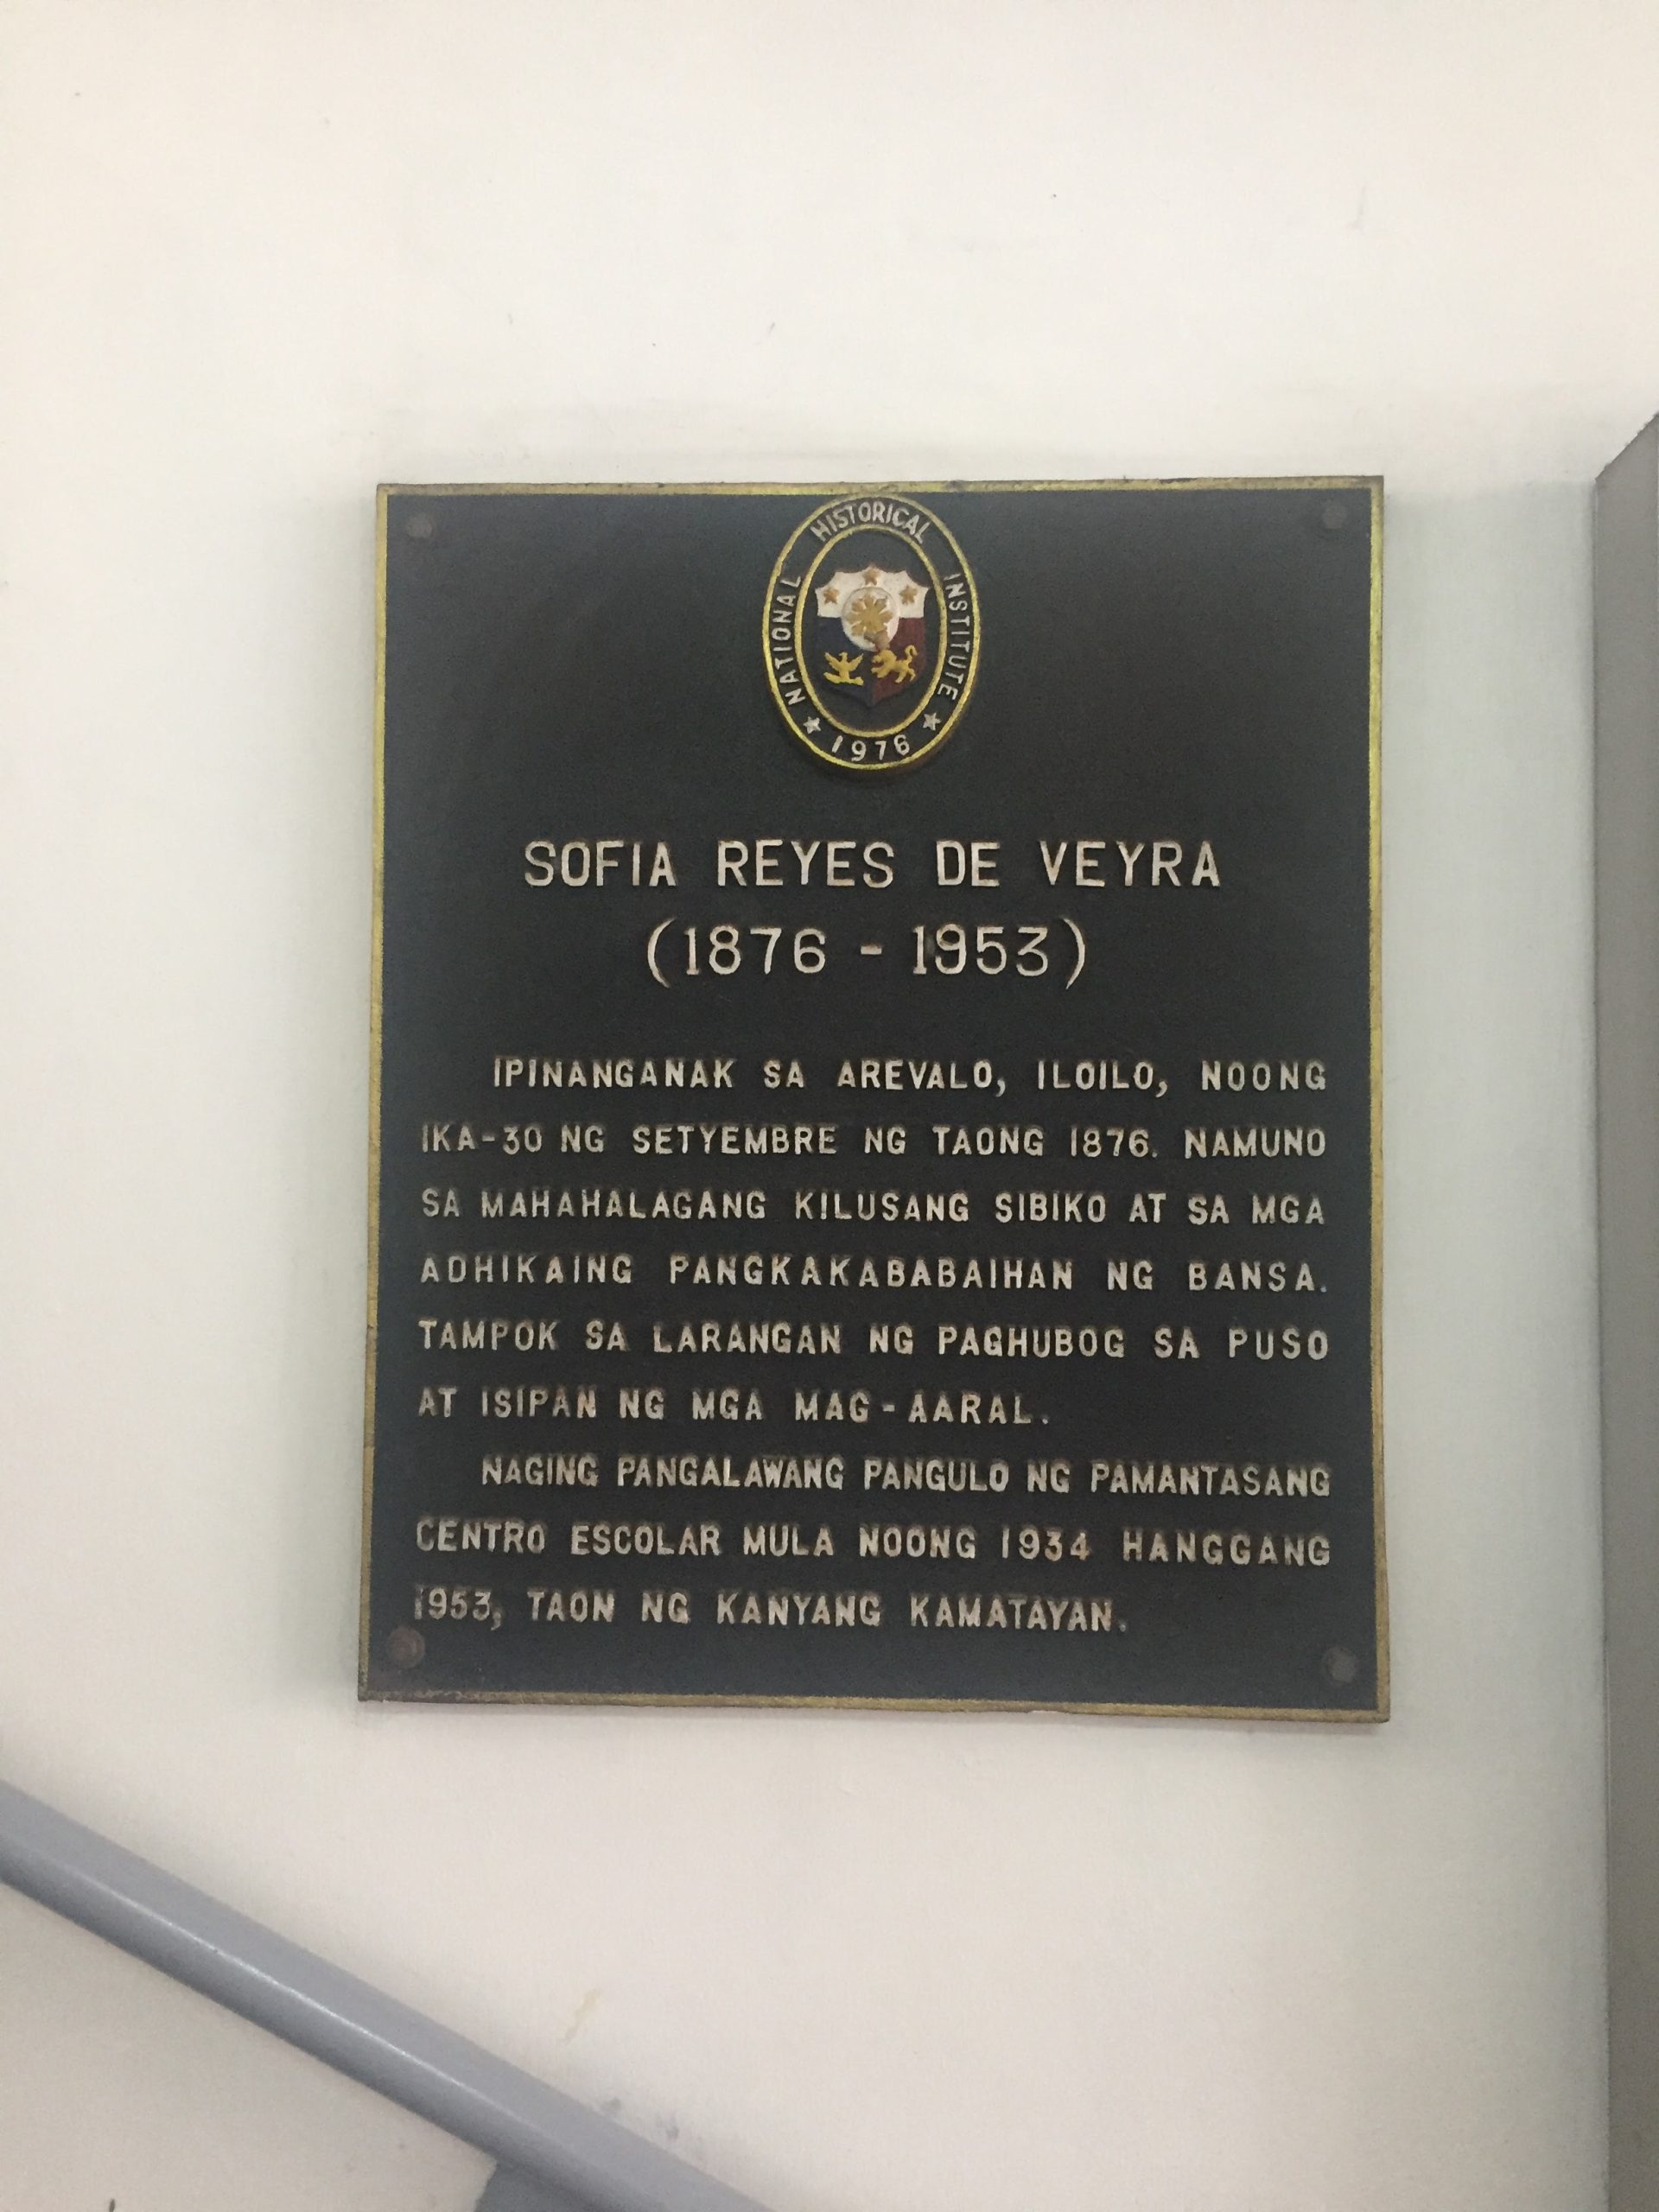 NATIONAL HISTORICAL INSTITUTE
1976
SOFIA REYES DE VEYRA
(1876 - 1953)
IPINANGANAK SA AREVALO, ILOILO, NOONG
IKA-30 NG SETYEMBRE NG TAONG 1876. NAMUNO
SA MAHAHALAGANG KILUSANG SIBIKO AT SA MGA
ADHIKAING PANGKAKABABAIHAN NG BANSA.
TAMPOK SA LARANGAN NG PAGHUBOG SA PUSO
AT ISIPAN NG MGA MAG-AARAL.
NAGING PANGALAWANG PANGULO NG PAMANTASANG
CENTRO ESCOLAR MULA NOONG 1934 HANGGANG
1953, TAON NG KANYANG KAMATAYAN.